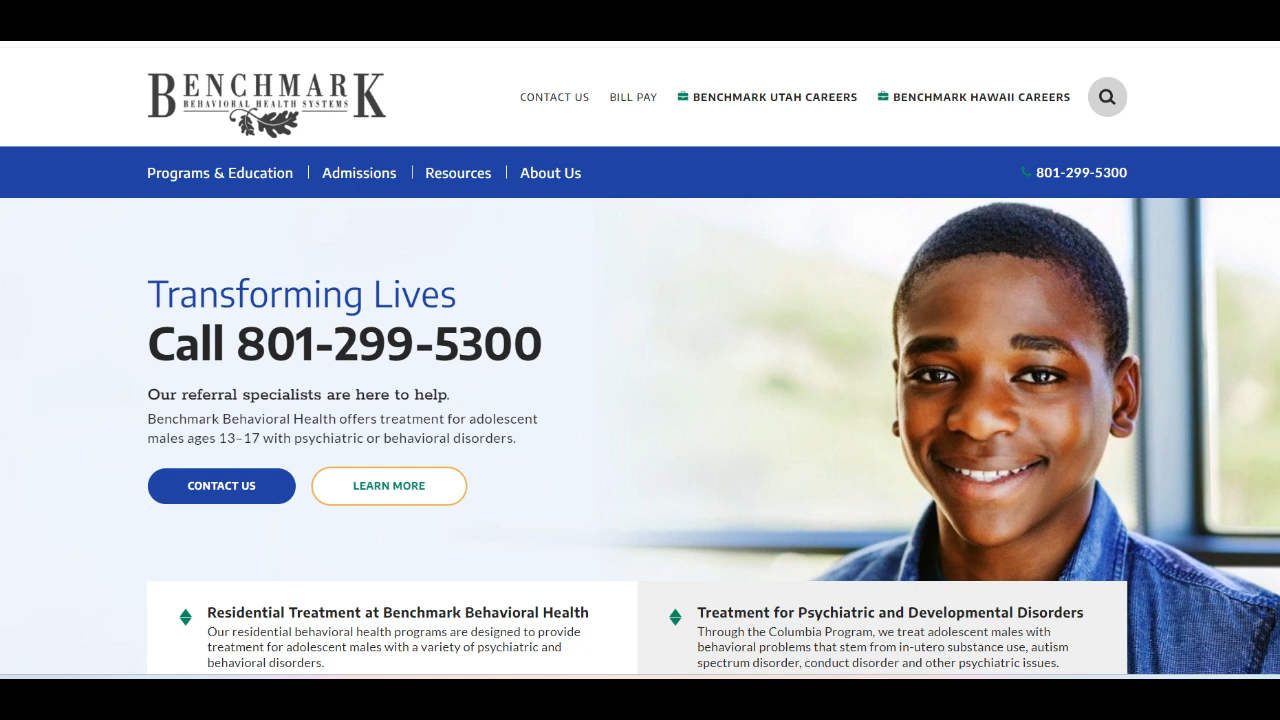 BENCHMARK
BEHAVIORAL HEALTH SYSTEMS
CONTACT US
BILL PAY
BENCHMARK UTAH CAREERS
BENCHMARK HAWAII CAREERS
Programs & Education
Admissions
Resources
About Us
801-299-5300
Transforming Lives
Call 801-299-5300
Our referral specialists are here to help.
Benchmark Behavioral Health offers treatment for adolescent
males ages 13–17 with psychiatric or behavioral disorders.
CONTACT US
LEARN MORE
Residential Treatment at Benchmark Behavioral Health
Our residential behavioral health programs are designed to provide
treatment for adolescent males with a variety of psychiatric and
behavioral disorders.
Treatment for Psychiatric and Developmental Disorders
Through the Columbia Program, we treat adolescent males with
behavioral problems that stem from in-utero substance use, autism
spectrum disorder, conduct disorder and other psychiatric issues.